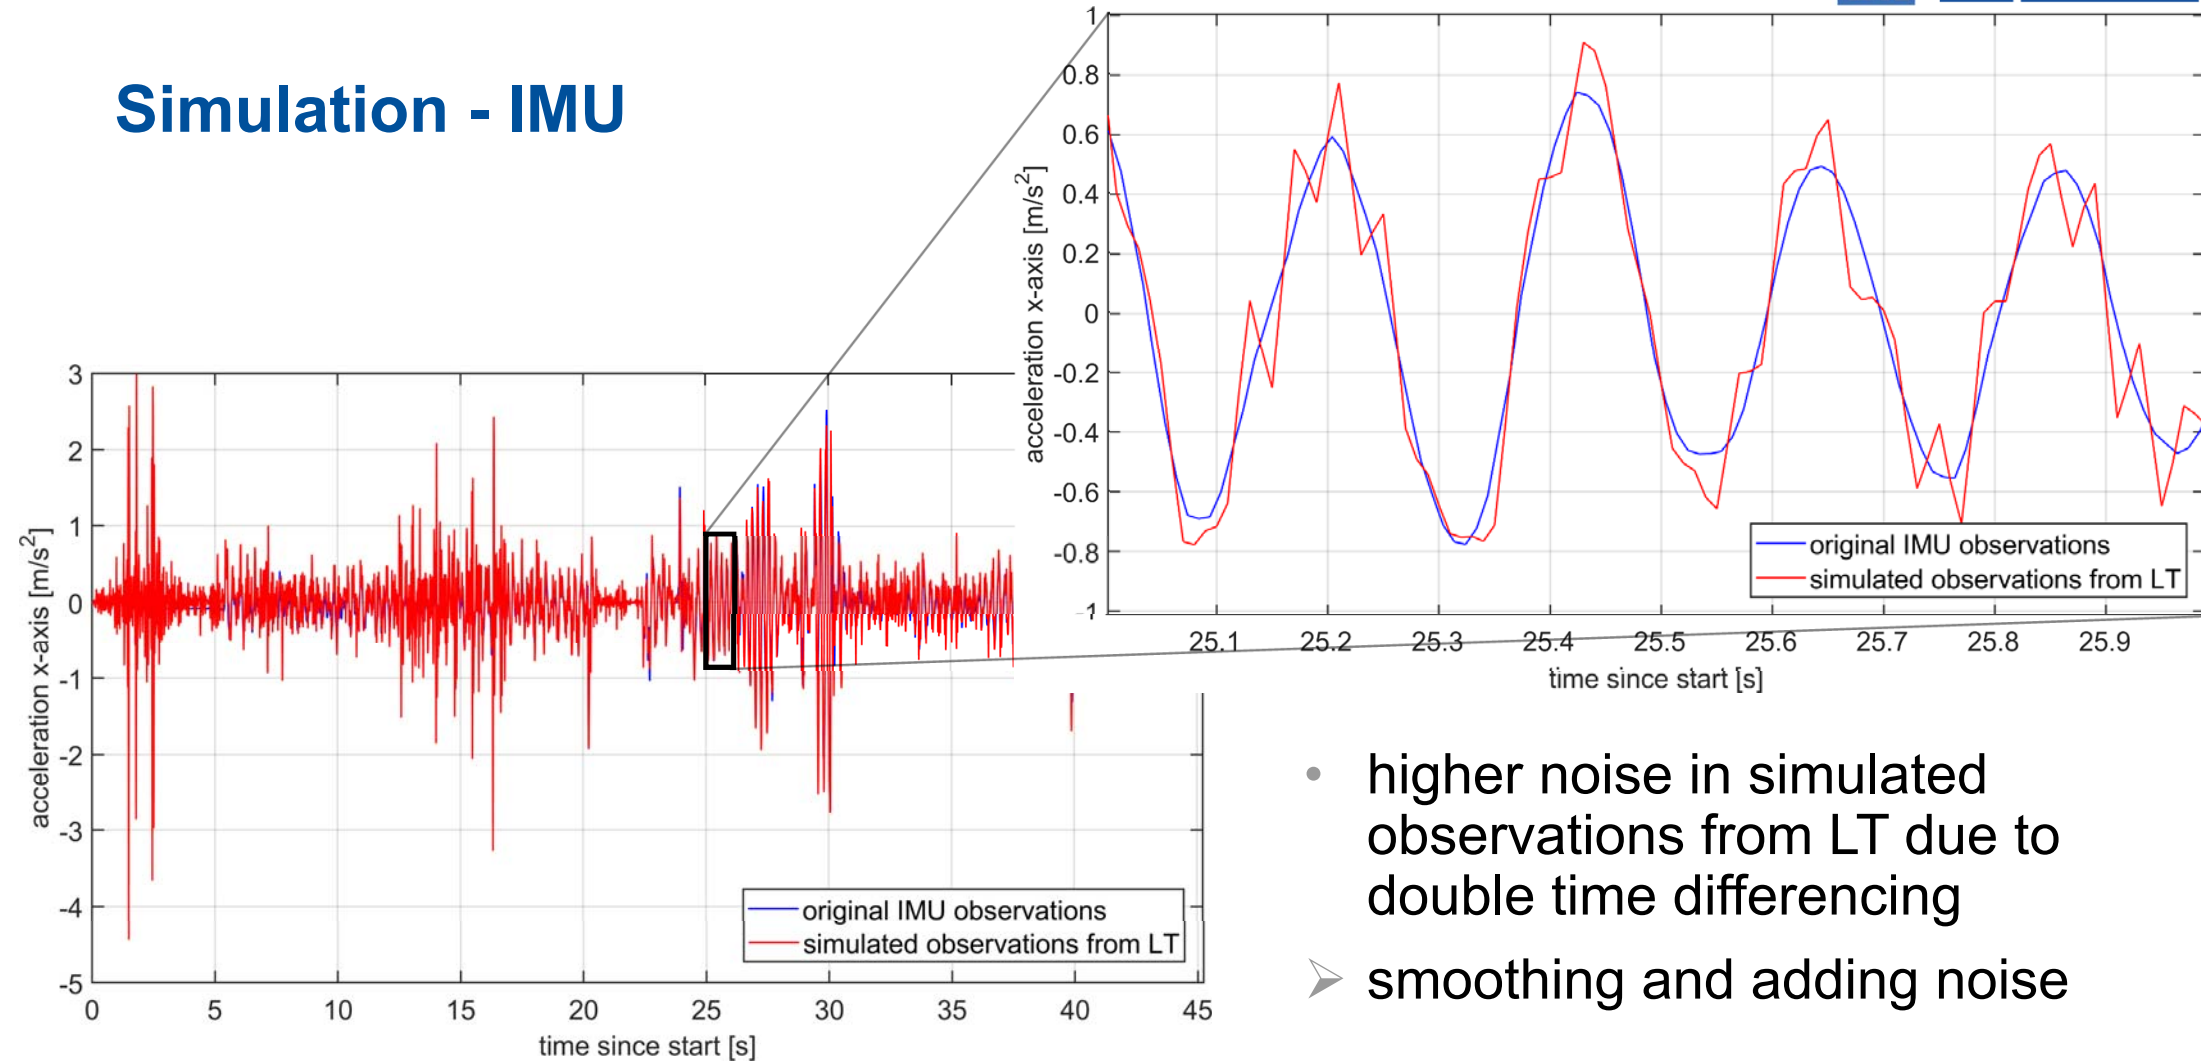 Simulation - IMU
1
0.8
0.6
0.4
0.2
0
-0.2
-0.4
-0.6
-0.8
-1
acceleration x-axis [m/s²]
original IMU observations
simulated observations from LT
25.1 25.2 25.3 25.4 25.5 25.6 25.7 25.8 25.9
time since start [s]
3
2
1
0
-1
-2
-3
-4
-5
acceleration x-axis [m/s²]
original IMU observations
simulated observations from LT
0 5 10 15 20 25 30 35 40 45
time since start [s]
• higher noise in simulated
observations from LT due to
double time differencing
➢ smoothing and adding noise